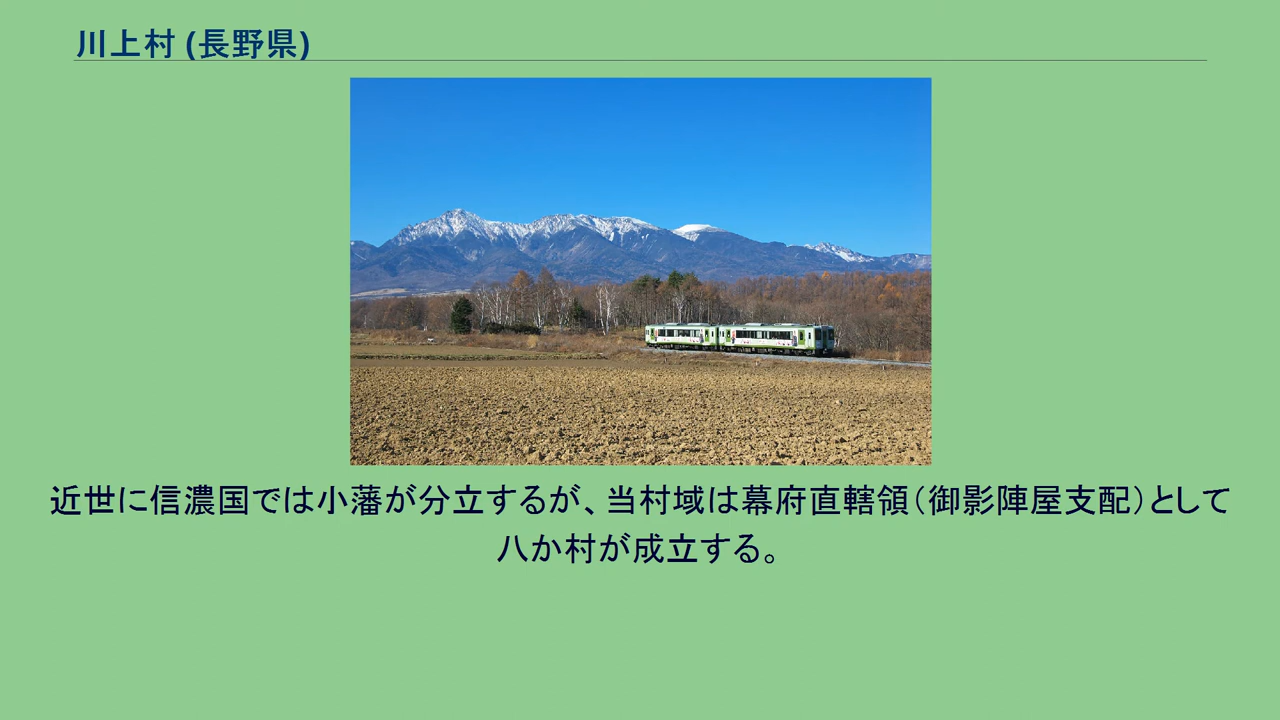 川上村 (長野県)
近世に信濃国では小藩が分立するが、当村域は幕府直轄領（御影陣屋支配）として
八か村が成立する。